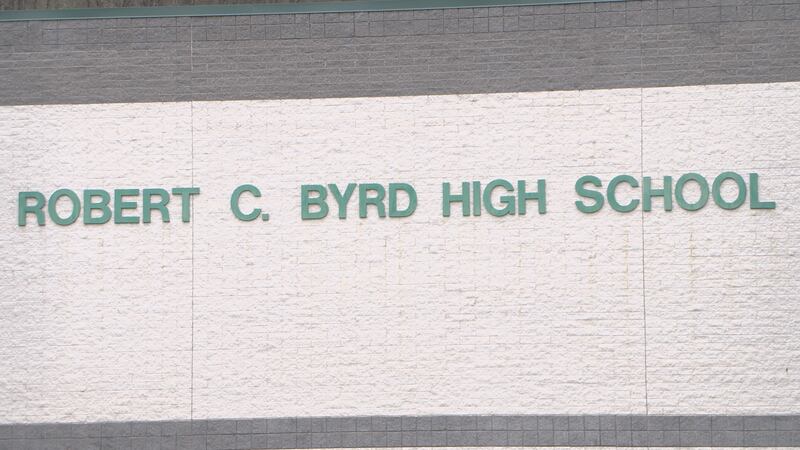 ROBERT C. BYRD HIGH SCHOOL